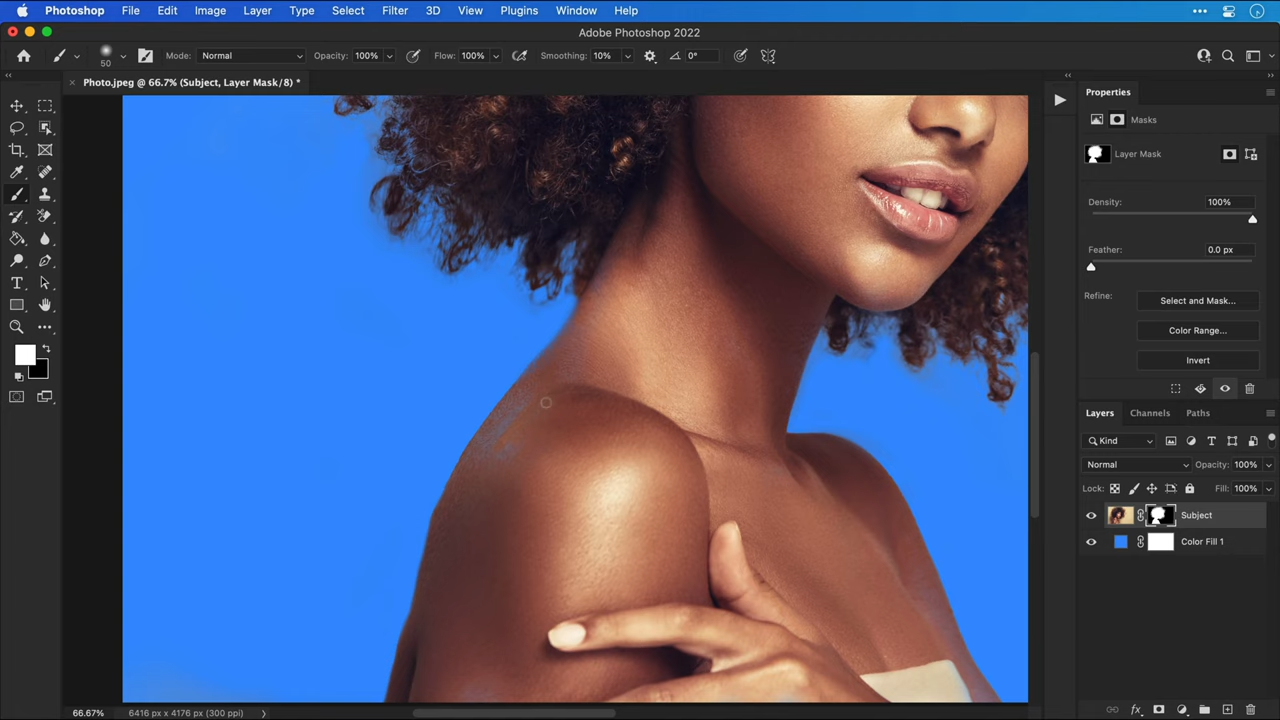 Photoshop File Edit Image Layer Type Select Filter 3D View Plugins Window Help
Adobe Photoshop 2022
50 Mode: Normal Opacity: 100% Flow: 100% Smoothing: 10% 0°
Photo.jpeg @ 66.7% (Subject, Layer Mask/8) *
Properties
Masks
Layer Mask
Density: 100%
Feather: 0.0 px
Refine: Select and Mask...
Color Range...
Invert
Layers Channels Paths
Kind
Normal Opacity: 100%
Lock: Fill: 100%
Subject
Color Fill 1
66.67% 6416 px x 4176 px (300 ppi)